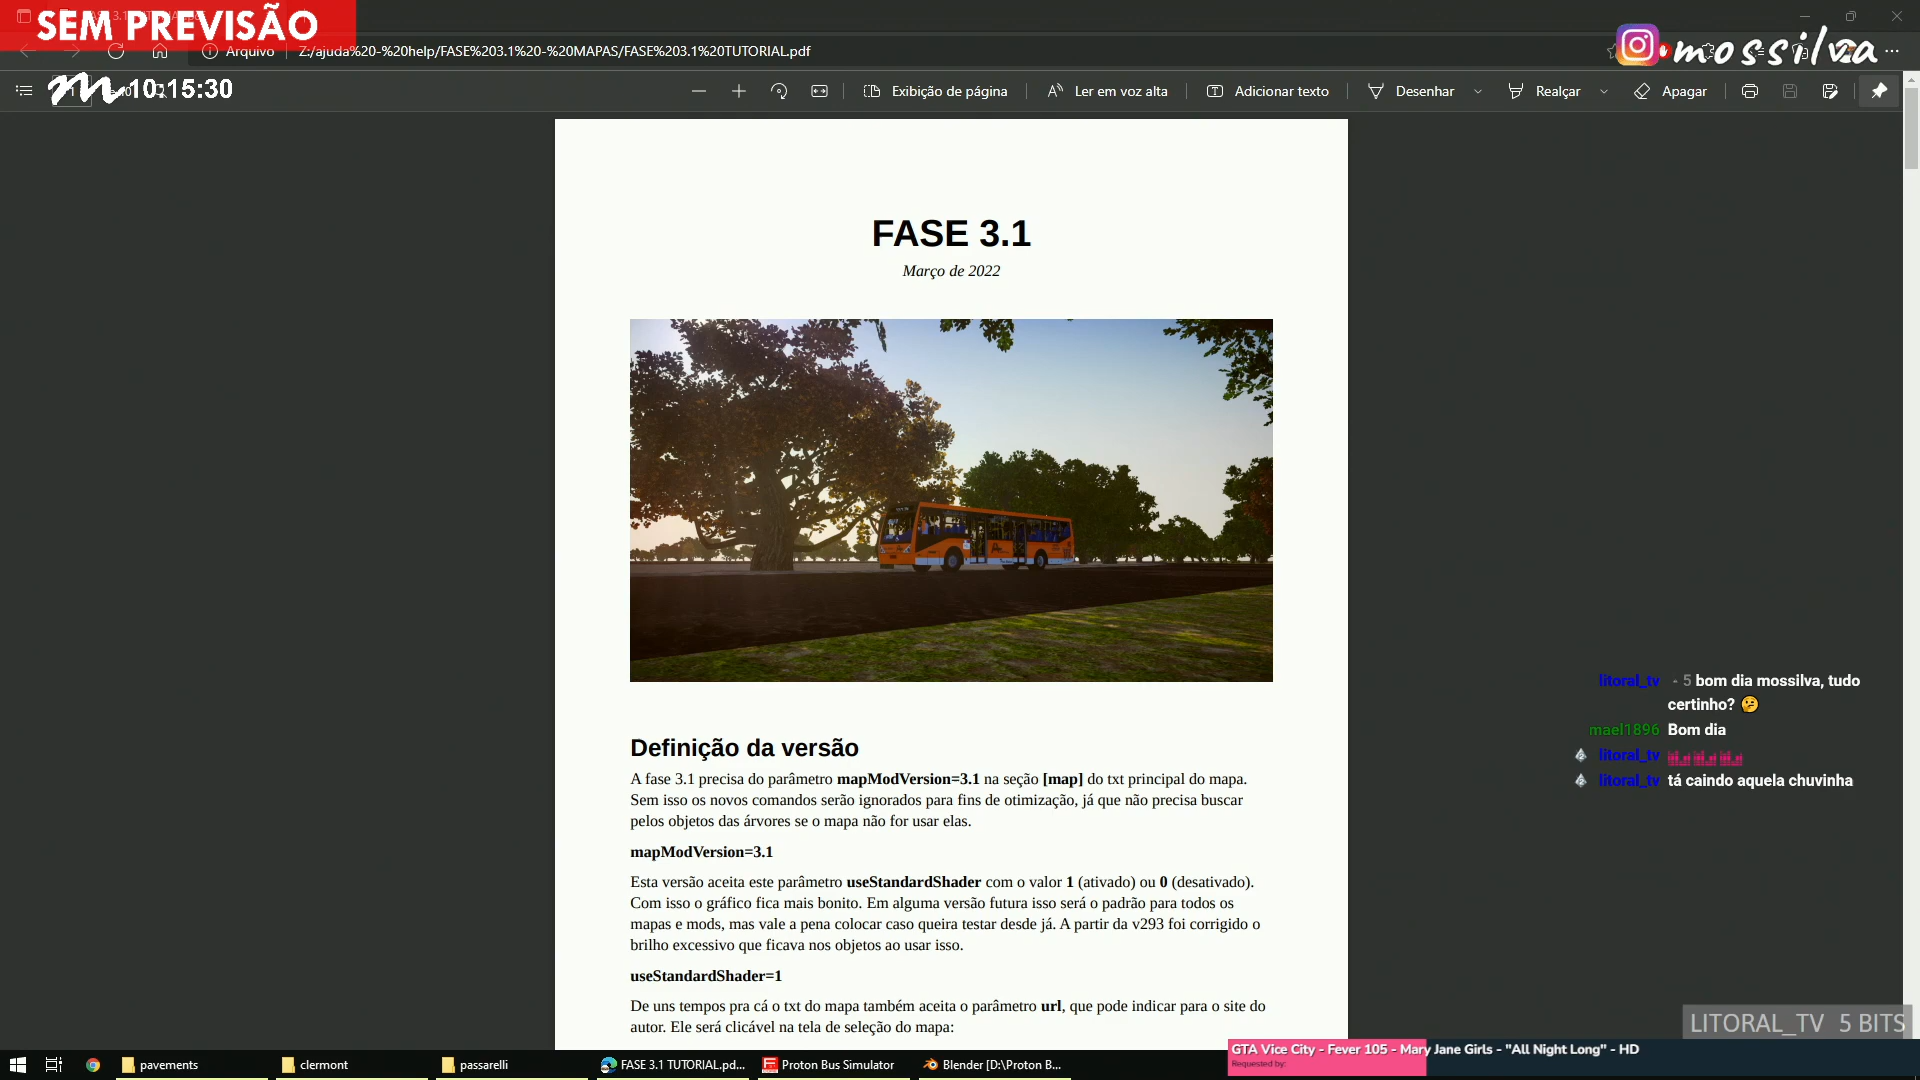 SEM PREVISÃO
Arquivo
Z:/ajuda%20-%20help/FASE%203.1%20-%20MAPAS/FASE%203.1%20TUTORIAL.pdf
mossilva
10:15:30
Exibição de página
Ler em voz alta
Adicionar texto
Desenhar
Realçar
Apagar
FASE 3.1
Março de 2022
Definição da versão
A fase 3.1 precisa do parâmetro mapModVersion=3.1 na seção [map] do txt principal do mapa.
Sem isso os novos comandos serão ignorados para fins de otimização, já que não precisa buscar
pelos objetos das árvores se o mapa não for usar elas.
mapModVersion=3.1
Esta versão aceita este parâmetro useStandardShader com o valor 1 (ativado) ou 0 (desativado).
Com isso o gráfico fica mais bonito. Em alguma versão futura isso será o padrão para todos os
mapas e mods, mas vale a pena colocar caso queira testar desde já. A partir da v293 foi corrigido o
brilho excessivo que ficava nos objetos ao usar isso.
useStandardShader=1
De uns tempos pra cá o txt do mapa também aceita o parâmetro url, que pode indicar para o site do
autor. Ele será clicável na tela de seleção do mapa:
litoral_tv 5 bom dia mossilva, tudo
certinho? 🤔
mael1896 Bom dia
litoral_tv
litoral_tv tá caindo aquela chuvinha
LITORAL_TV 5 BITS
GTA Vice City - Fever 105 - Mary Jane Girls - "All Night Long" - HD
Requested by:
pavements
clermont
passarelli
FASE 3.1 TUTORIAL.pd...
Proton Bus Simulator
Blender [D:\Proton B...